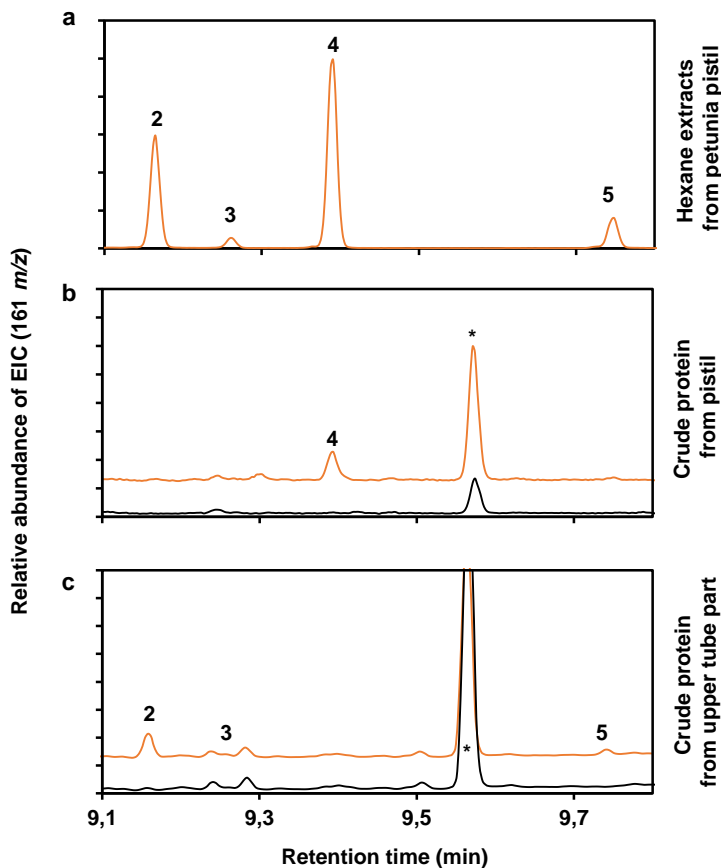 a
2
3
4
5
Hexane extracts
from petunia pistil
b
4
*
Crude protein
from pistil
c
2
3
*
5
Crude protein
from upper tube part
Relative abundance of EIC (161 m/z)
9,1
9,3
9,5
9,7
Retention time (min)